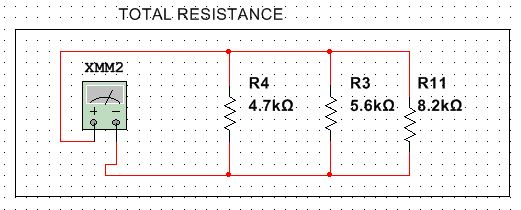 TOTAL RESISTANCE
XMM2
R4
4.7kΩ
R3
5.6kΩ
R11
8.2kΩ
+ −